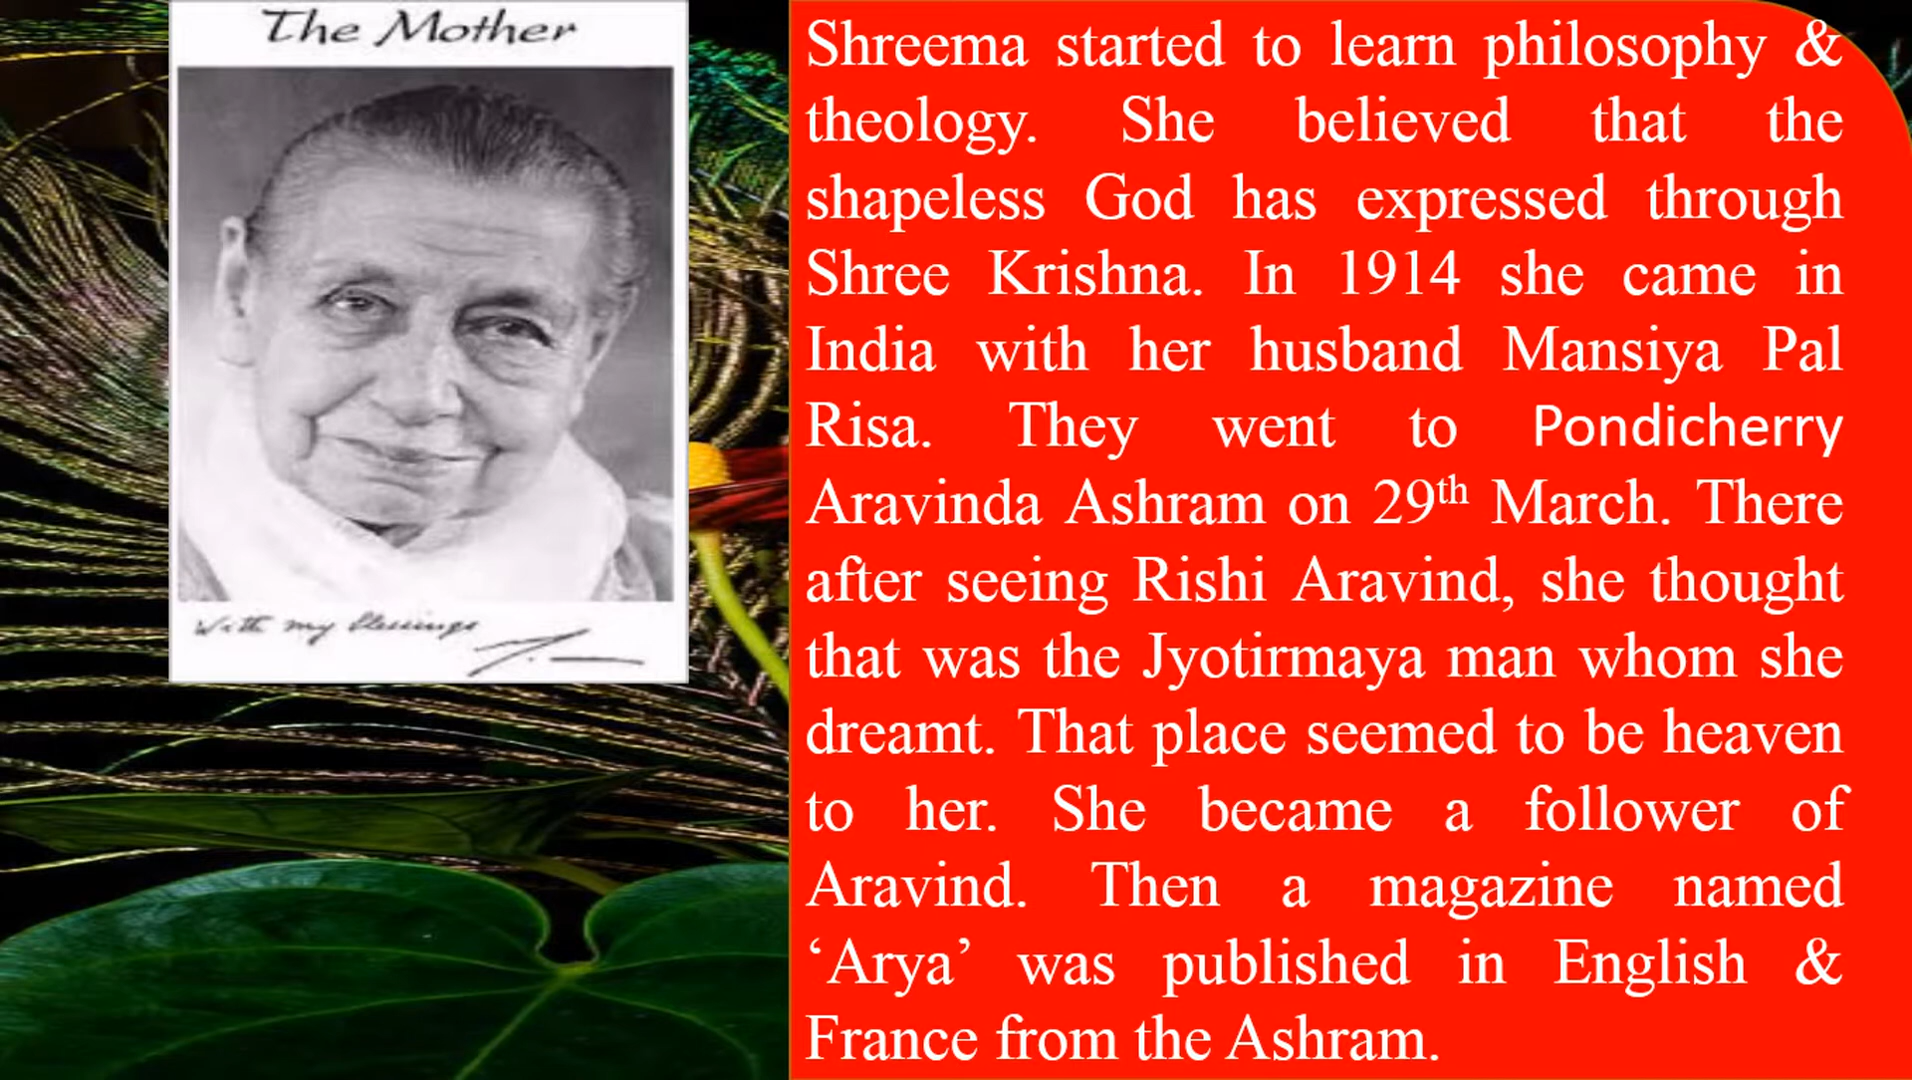 The Mother
With my blessings
Shreema started to learn philosophy &
theology. She believed that the
shapeless God has expressed through
Shree Krishna. In 1914 she came in
India with her husband Mansiya Pal
Risa. They went to Pondicherry
Aravinda Ashram on 29th March. There
after seeing Rishi Aravind, she thought
that was the Jyotirmaya man whom she
dreamt. That place seemed to be heaven
to her. She became a follower of
Aravind. Then a magazine named
‘Arya’ was published in English &
France from the Ashram.